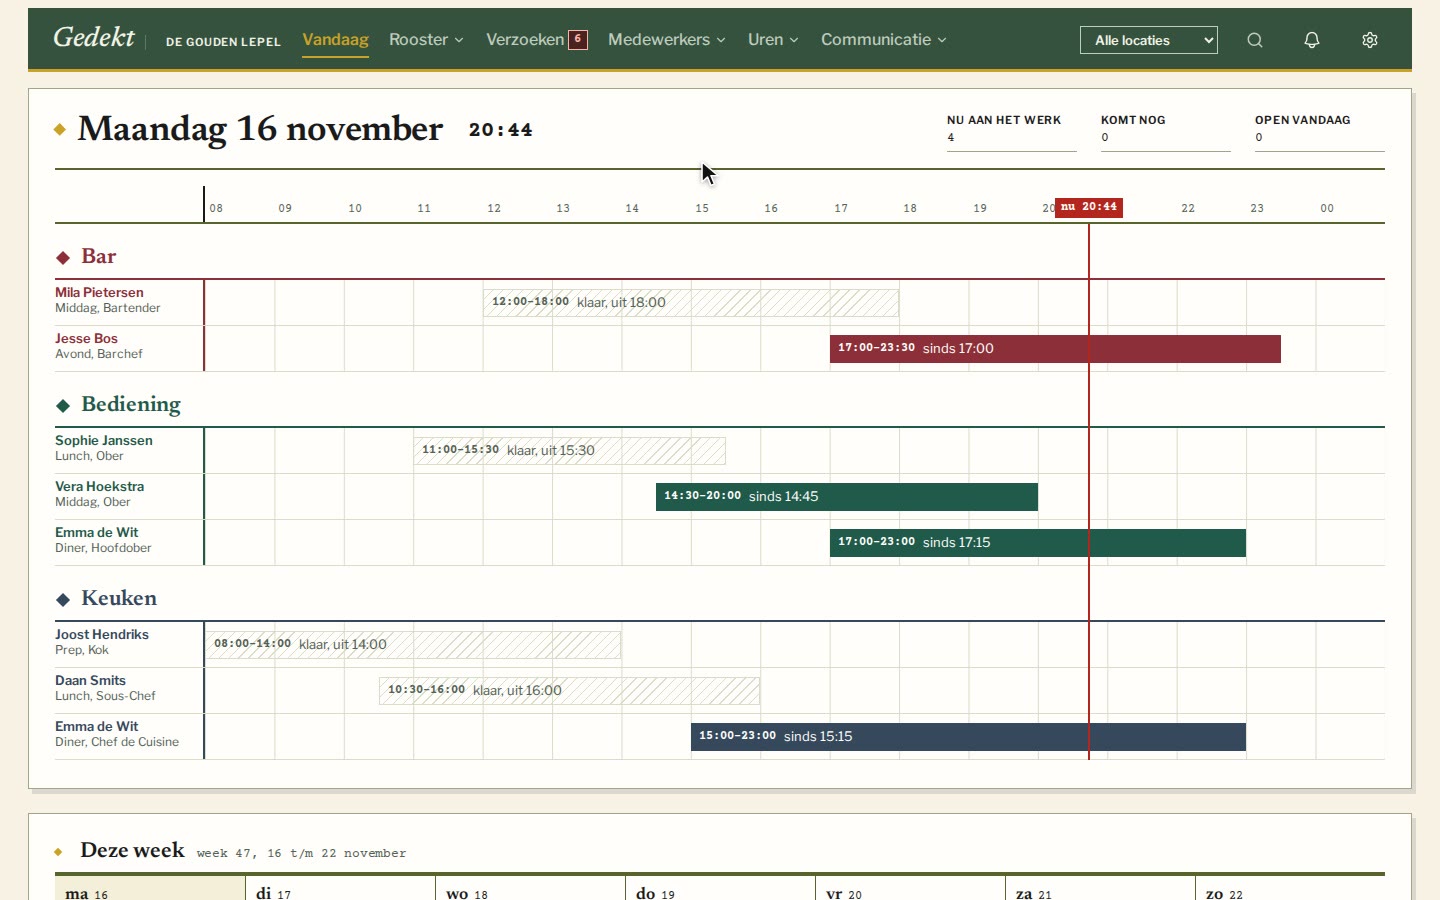 Gedekt DE GOUDEN LEPEL Vandaag Rooster Verzoeken 6 Medewerkers Uren Communicatie Alle locaties
Maandag 16 november 20:44
NU AAN HET WERK
4
KOMT NOG
0
OPEN VANDAAG
0
08 09 10 11 12 13 14 15 16 17 18 19 20 nu 20:44 22 23 00
Bar
Mila Pietersen
Middag, Bartender
12:00–18:00 klaar, uit 18:00
Jesse Bos
Avond, Barchef
17:00–23:30 sinds 17:00
Bediening
Sophie Janssen
Lunch, Ober
11:00–15:30 klaar, uit 15:30
Vera Hoekstra
Middag, Ober
14:30–20:00 sinds 14:45
Emma de Wit
Diner, Hoofdober
17:00–23:00 sinds 17:15
Keuken
Joost Hendriks
Prep, Kok
08:00–14:00 klaar, uit 14:00
Daan Smits
Lunch, Sous-Chef
10:30–16:00 klaar, uit 16:00
Emma de Wit
Diner, Chef de Cuisine
15:00–23:00 sinds 15:15
Deze week week 47, 16 t/m 22 november
ma 16 di 17 wo 18 do 19 vr 20 za 21 zo 22